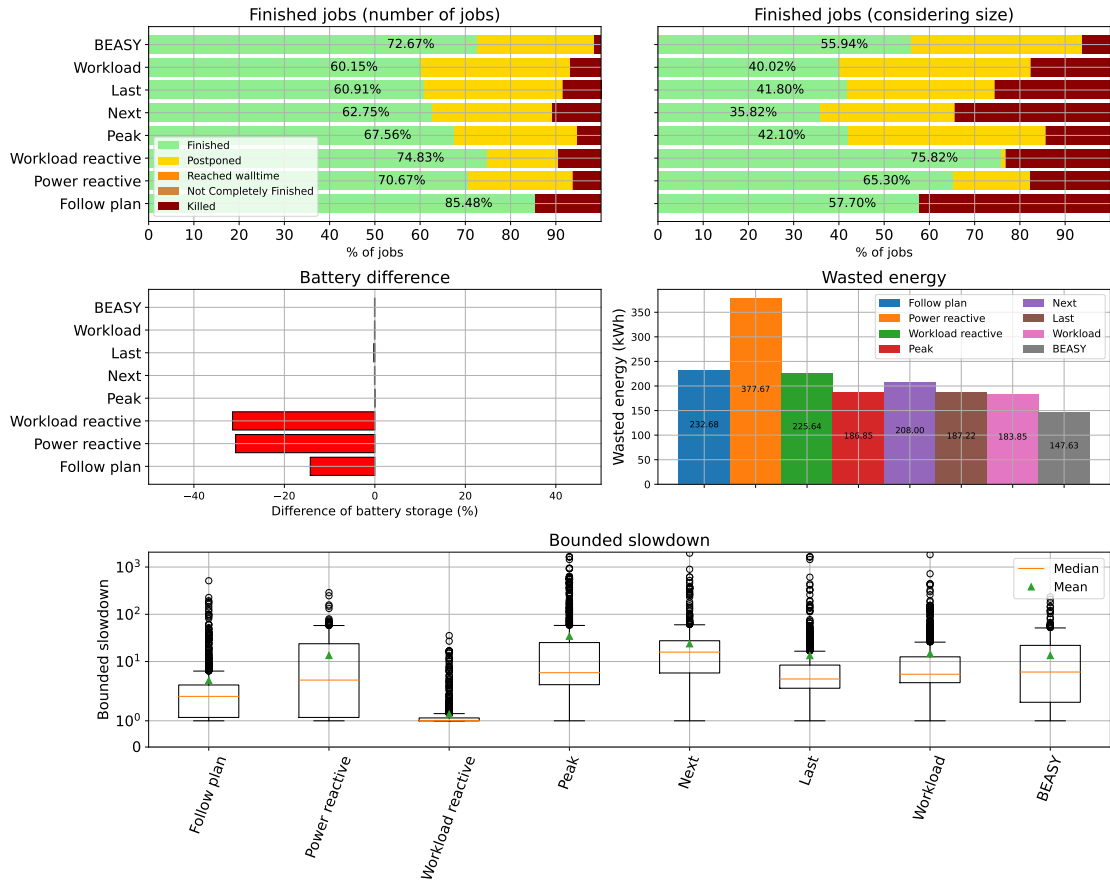 Finished jobs (number of jobs)
BEASY
72.67%
Workload
60.15%
Last
60.91%
Next
62.75%
Peak
67.56%
Workload reactive
74.83%
Power reactive
70.67%
Follow plan
85.48%
Finished
Postponed
Reached walltime
Not Completely Finished
Killed
0 10 20 30 40 50 60 70 80 90
% of jobs
Finished jobs (considering size)
55.94%
40.02%
41.80%
35.82%
42.10%
75.82%
65.30%
57.70%
0 10 20 30 40 50 60 70 80 90
% of jobs
Battery difference
BEASY
Workload
Last
Next
Peak
Workload reactive
Power reactive
Follow plan
−40 −20 0 20 40
Difference of battery storage (%)
Wasted energy
Wasted energy (kWh)
350
300
250
200
150
100
50
0
Follow plan
Power reactive
Workload reactive
Peak
Next
Last
Workload
BEASY
232.68
377.67
225.64
186.85
208.00
187.22
183.85
147.63
Bounded slowdown
Bounded slowdown
10³
10²
10¹
10⁰
0
Median
Mean
Follow plan
Power reactive
Workload reactive
Peak
Next
Last
Workload
BEASY